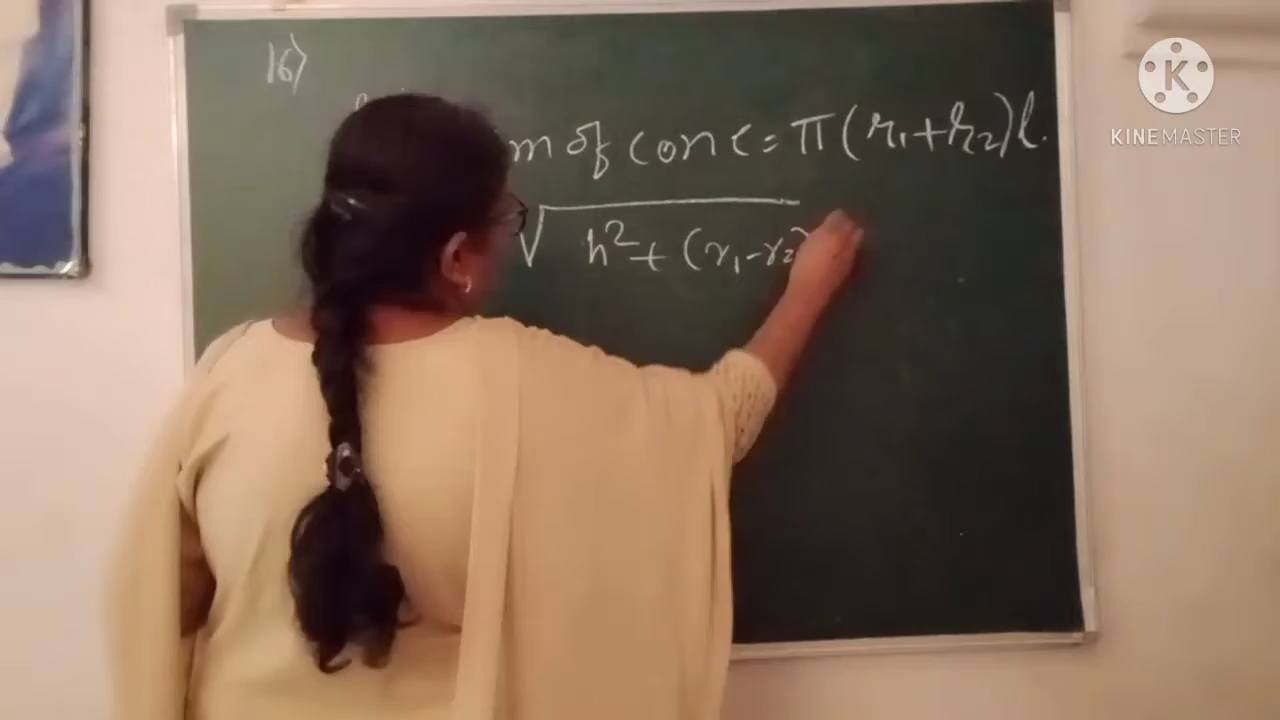 16)
m of cone = π(r₁+r₂)l.
√h²+(r₁-r₂)
K
KINEMASTER